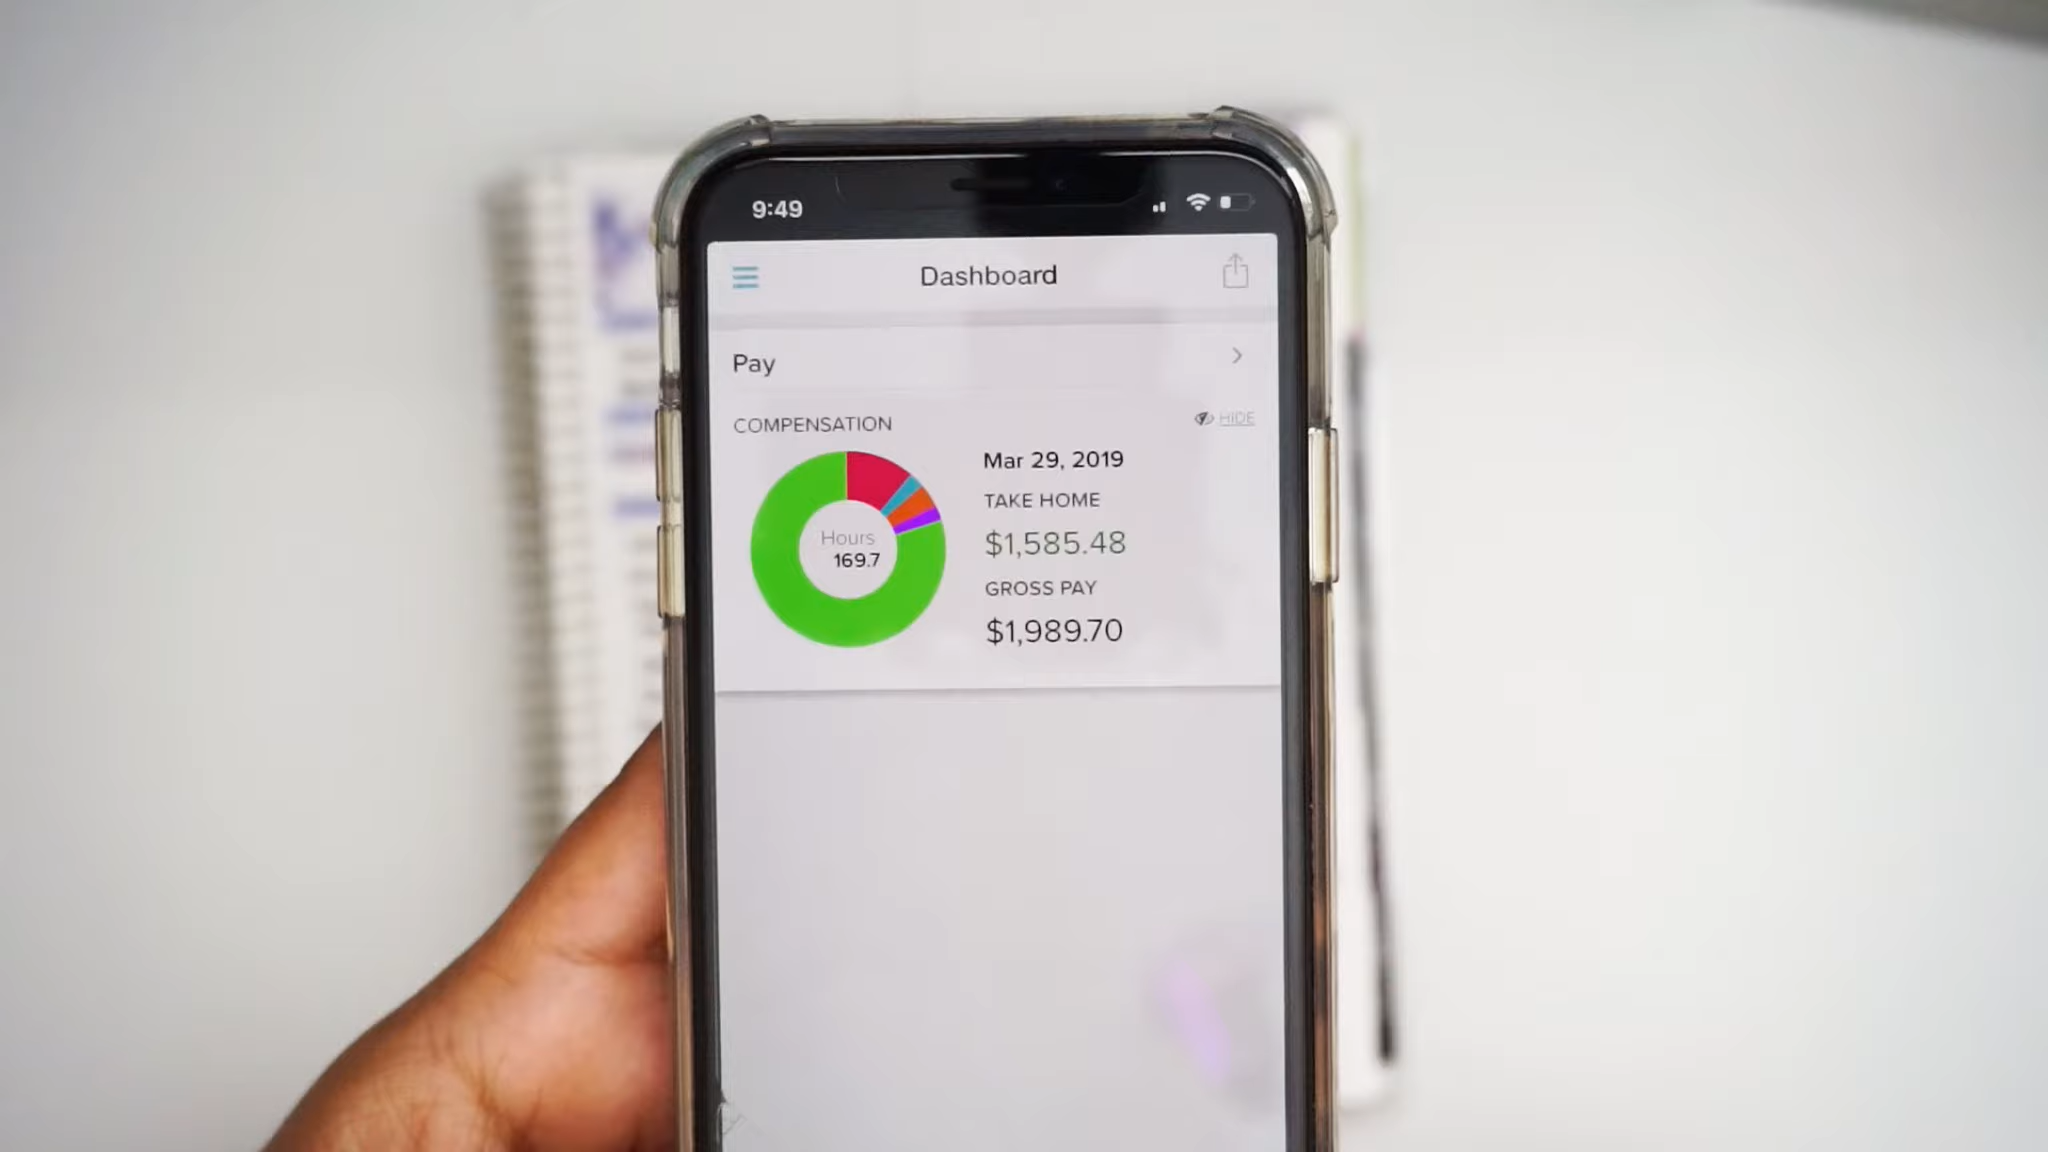 9:49
Dashboard
Pay
COMPENSATION
HIDE
Mar 29, 2019
TAKE HOME
$1,585.48
GROSS PAY
$1,989.70
Hours
169.7